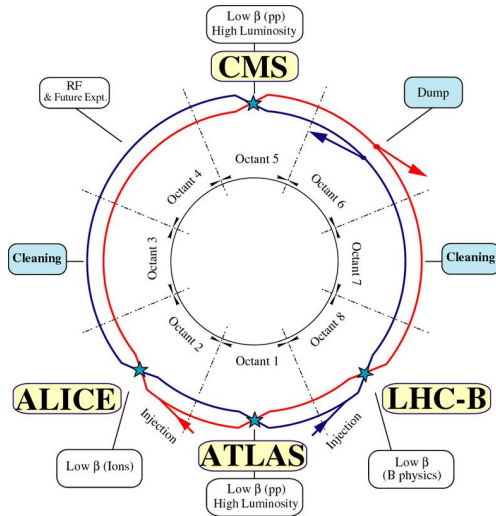 Low β (pp)
High Luminosity
CMS
RF
& Future Expt.
Dump
Octant 5
Octant 4
Octant 6
Cleaning
Octant 3
Octant 7
Cleaning
Octant 2
Octant 8
Octant 1
ALICE
LHC-B
Injection
Injection
ATLAS
Low β (Ions)
Low β
(B physics)
Low β (pp)
High Luminosity